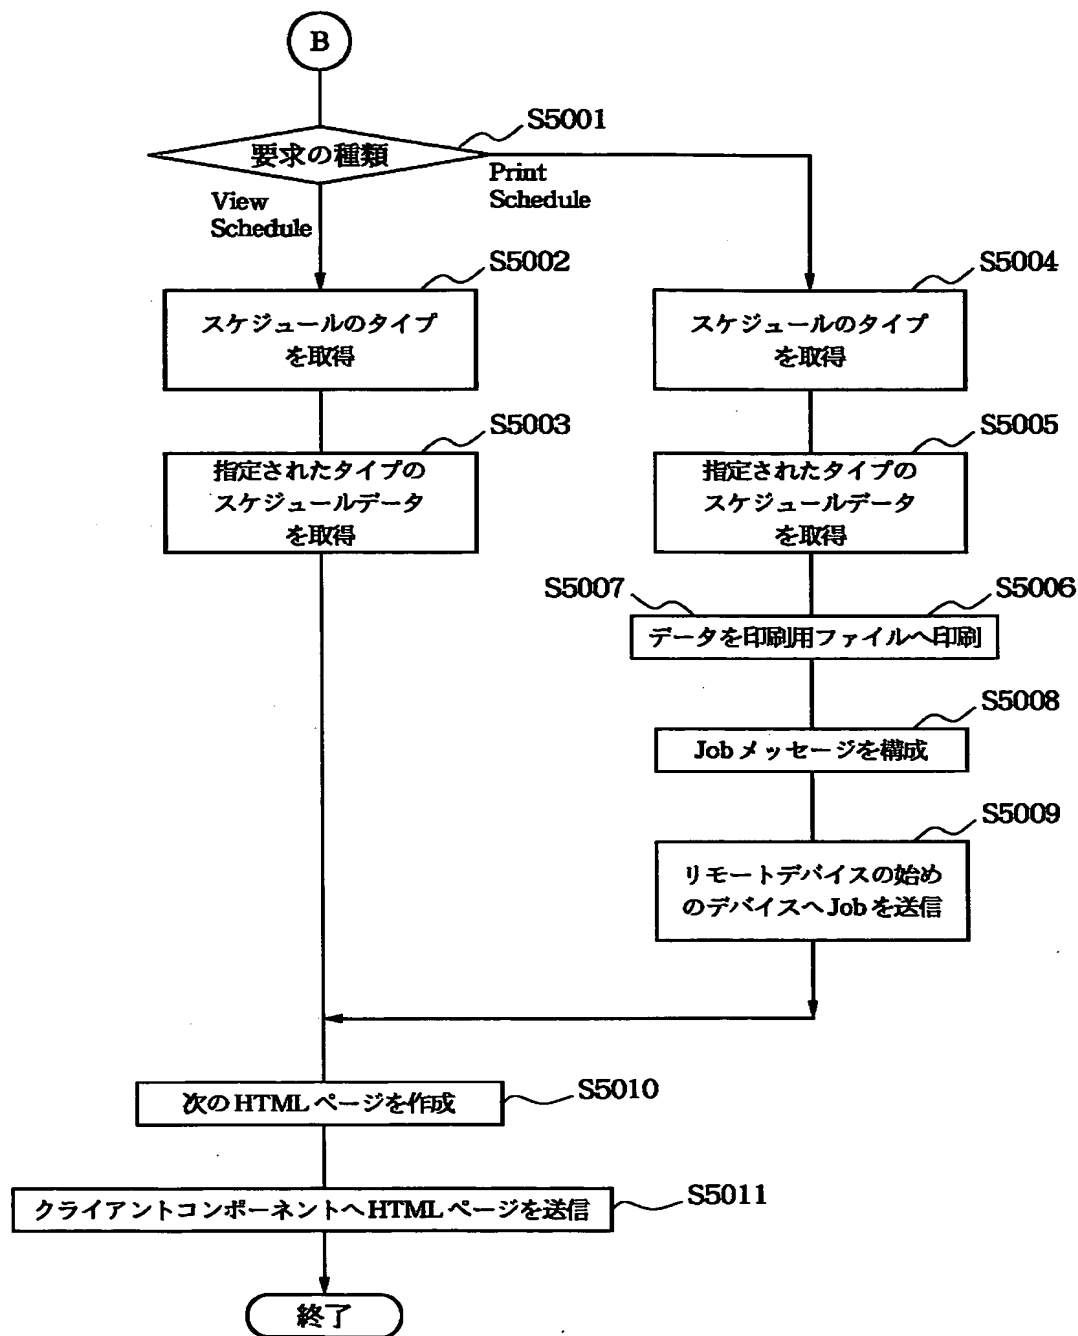 B
S5001
要求の種類
Print
Schedule
View
Schedule
S5002
スケジュールのタイプ
を取得
S5004
スケジュールのタイプ
を取得
S5003
指定されたタイプの
スケジュールデータ
を取得
S5005
指定されたタイプの
スケジュールデータ
を取得
S5007
S5006
データを印刷用ファイルへ印刷
S5008
Jobメッセージを構成
S5009
リモートデバイスの始め
のデバイスへJobを送信
次のHTMLページを作成
S5010
クライアントコンポーネントへHTMLページを送信
S5011
終了